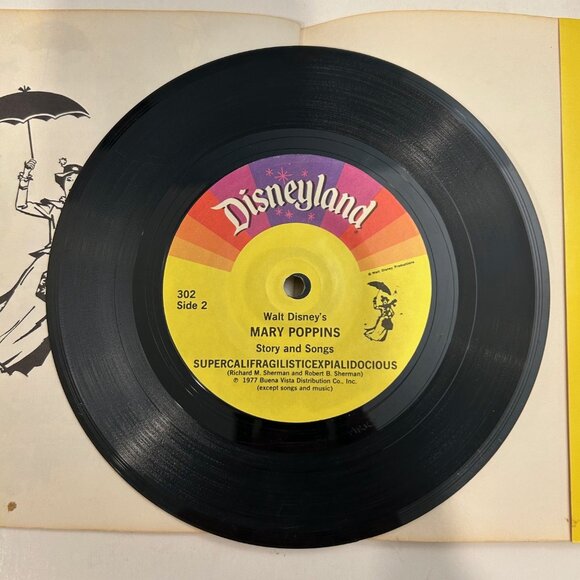 Disneyland
© Walt Disney Productions
302
Side 2
Walt Disney's
MARY POPPINS
Story and Songs
SUPERCALIFRAGILISTICEXPIALIDOCIOUS
(Richard M. Sherman and Robert B. Sherman)
℗ 1977 Buena Vista Distribution Co., Inc.
(except songs and music)